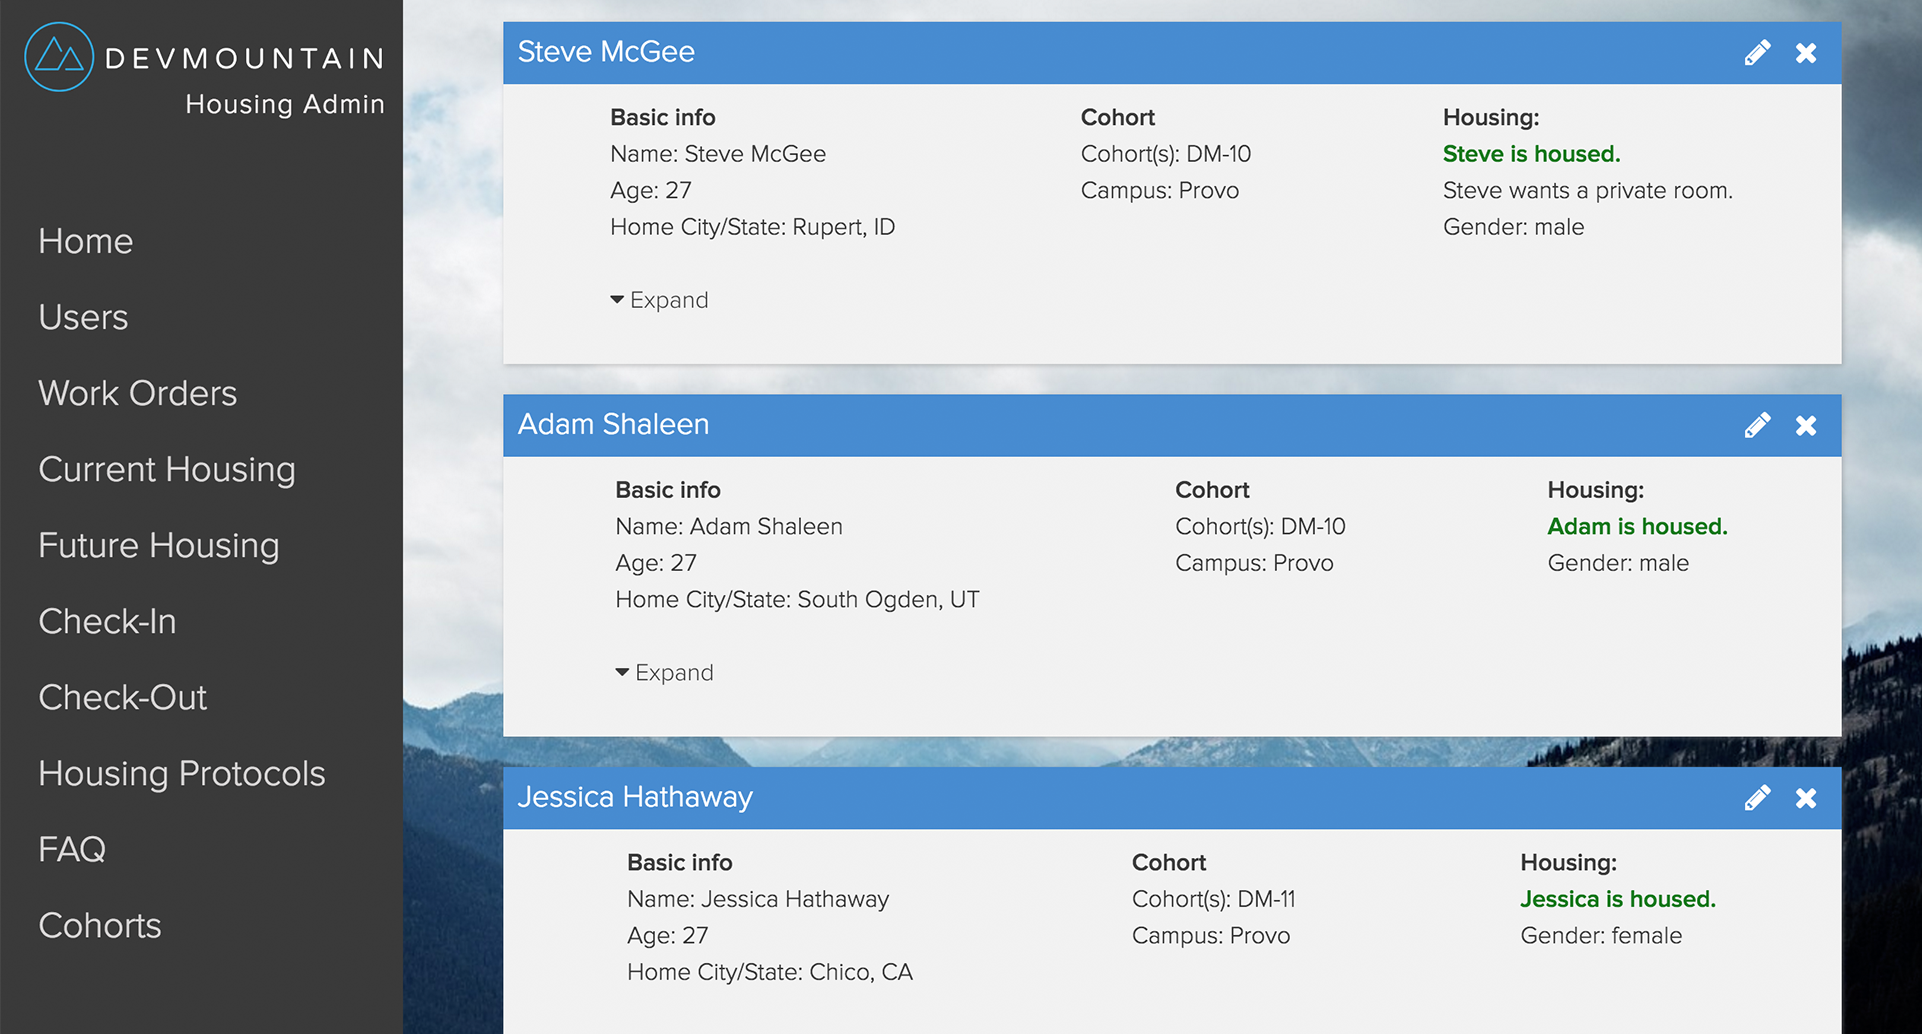 DEVMOUNTAIN
Housing Admin
Home
Users
Work Orders
Current Housing
Future Housing
Check-In
Check-Out
Housing Protocols
FAQ
Cohorts
Steve McGee
Basic info
Name: Steve McGee
Age: 27
Home City/State: Rupert, ID
Expand
Cohort
Cohort(s): DM-10
Campus: Provo
Housing:
Steve is housed.
Steve wants a private room.
Gender: male
Adam Shaleen
Basic info
Name: Adam Shaleen
Age: 27
Home City/State: South Ogden, UT
Expand
Cohort
Cohort(s): DM-10
Campus: Provo
Housing:
Adam is housed.
Gender: male
Jessica Hathaway
Basic info
Name: Jessica Hathaway
Age: 27
Home City/State: Chico, CA
Cohort
Cohort(s): DM-11
Campus: Provo
Housing:
Jessica is housed.
Gender: female